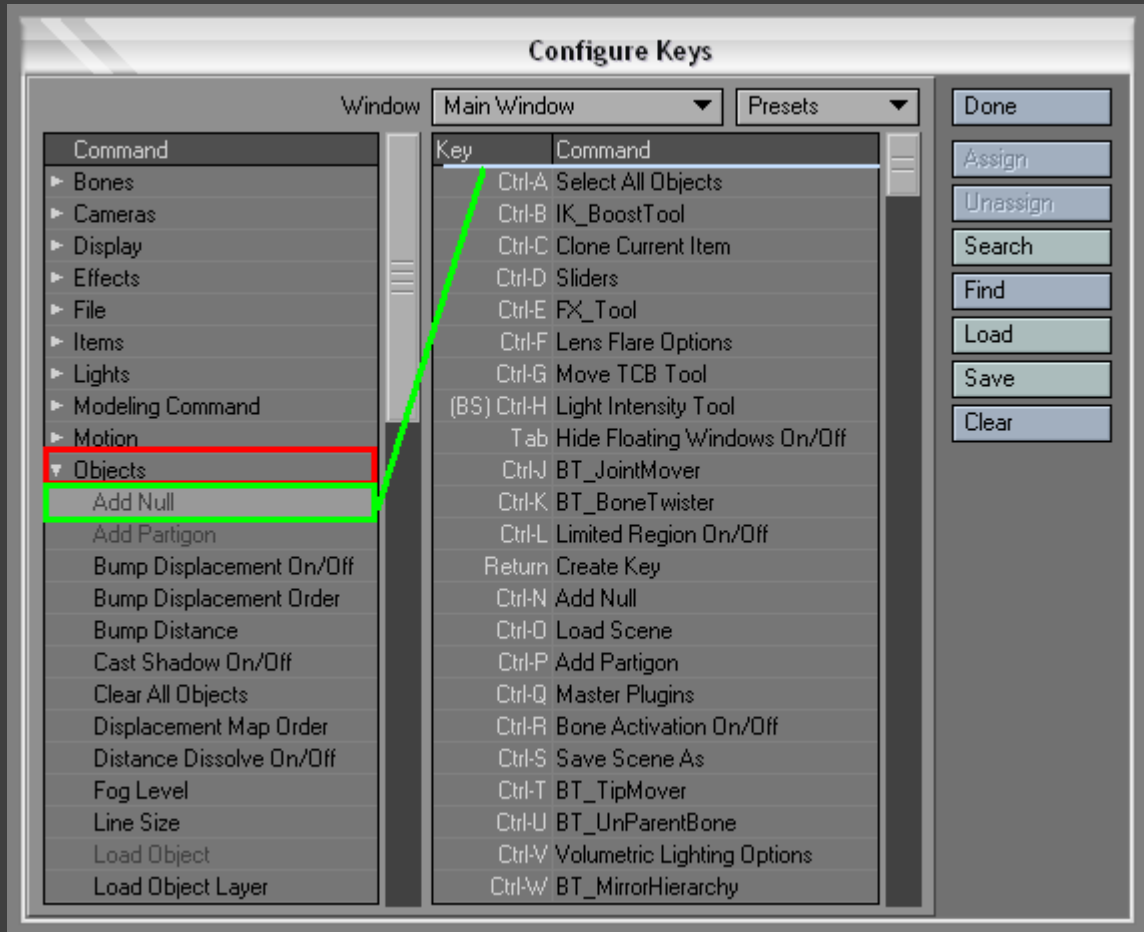 Configure Keys
Window Main Window Presets
Command
Bones
Cameras
Display
Effects
File
Items
Lights
Modeling Command
Motion
Objects
Add Null
Add Partigon
Bump Displacement On/Off
Bump Displacement Order
Bump Distance
Cast Shadow On/Off
Clear All Objects
Displacement Map Order
Distance Dissolve On/Off
Fog Level
Line Size
Load Object
Load Object Layer
Key Command
Ctrl-A Select All Objects
Ctrl-B IK_BoostTool
Ctrl-C Clone Current Item
Ctrl-D Sliders
Ctrl-E FX_Tool
Ctrl-F Lens Flare Options
Ctrl-G Move TCB Tool
(BS) Ctrl-H Light Intensity Tool
Tab Hide Floating Windows On/Off
Ctrl-J BT_JointMover
Ctrl-K BT_BoneTwister
Ctrl-L Limited Region On/Off
Return Create Key
Ctrl-N Add Null
Ctrl-O Load Scene
Ctrl-P Add Partigon
Ctrl-Q Master Plugins
Ctrl-R Bone Activation On/Off
Ctrl-S Save Scene As
Ctrl-T BT_TipMover
Ctrl-U BT_UnParentBone
Ctrl-V Volumetric Lighting Options
Ctrl-W BT_MirrorHierarchy
Done
Assign
Unassign
Search
Find
Load
Save
Clear